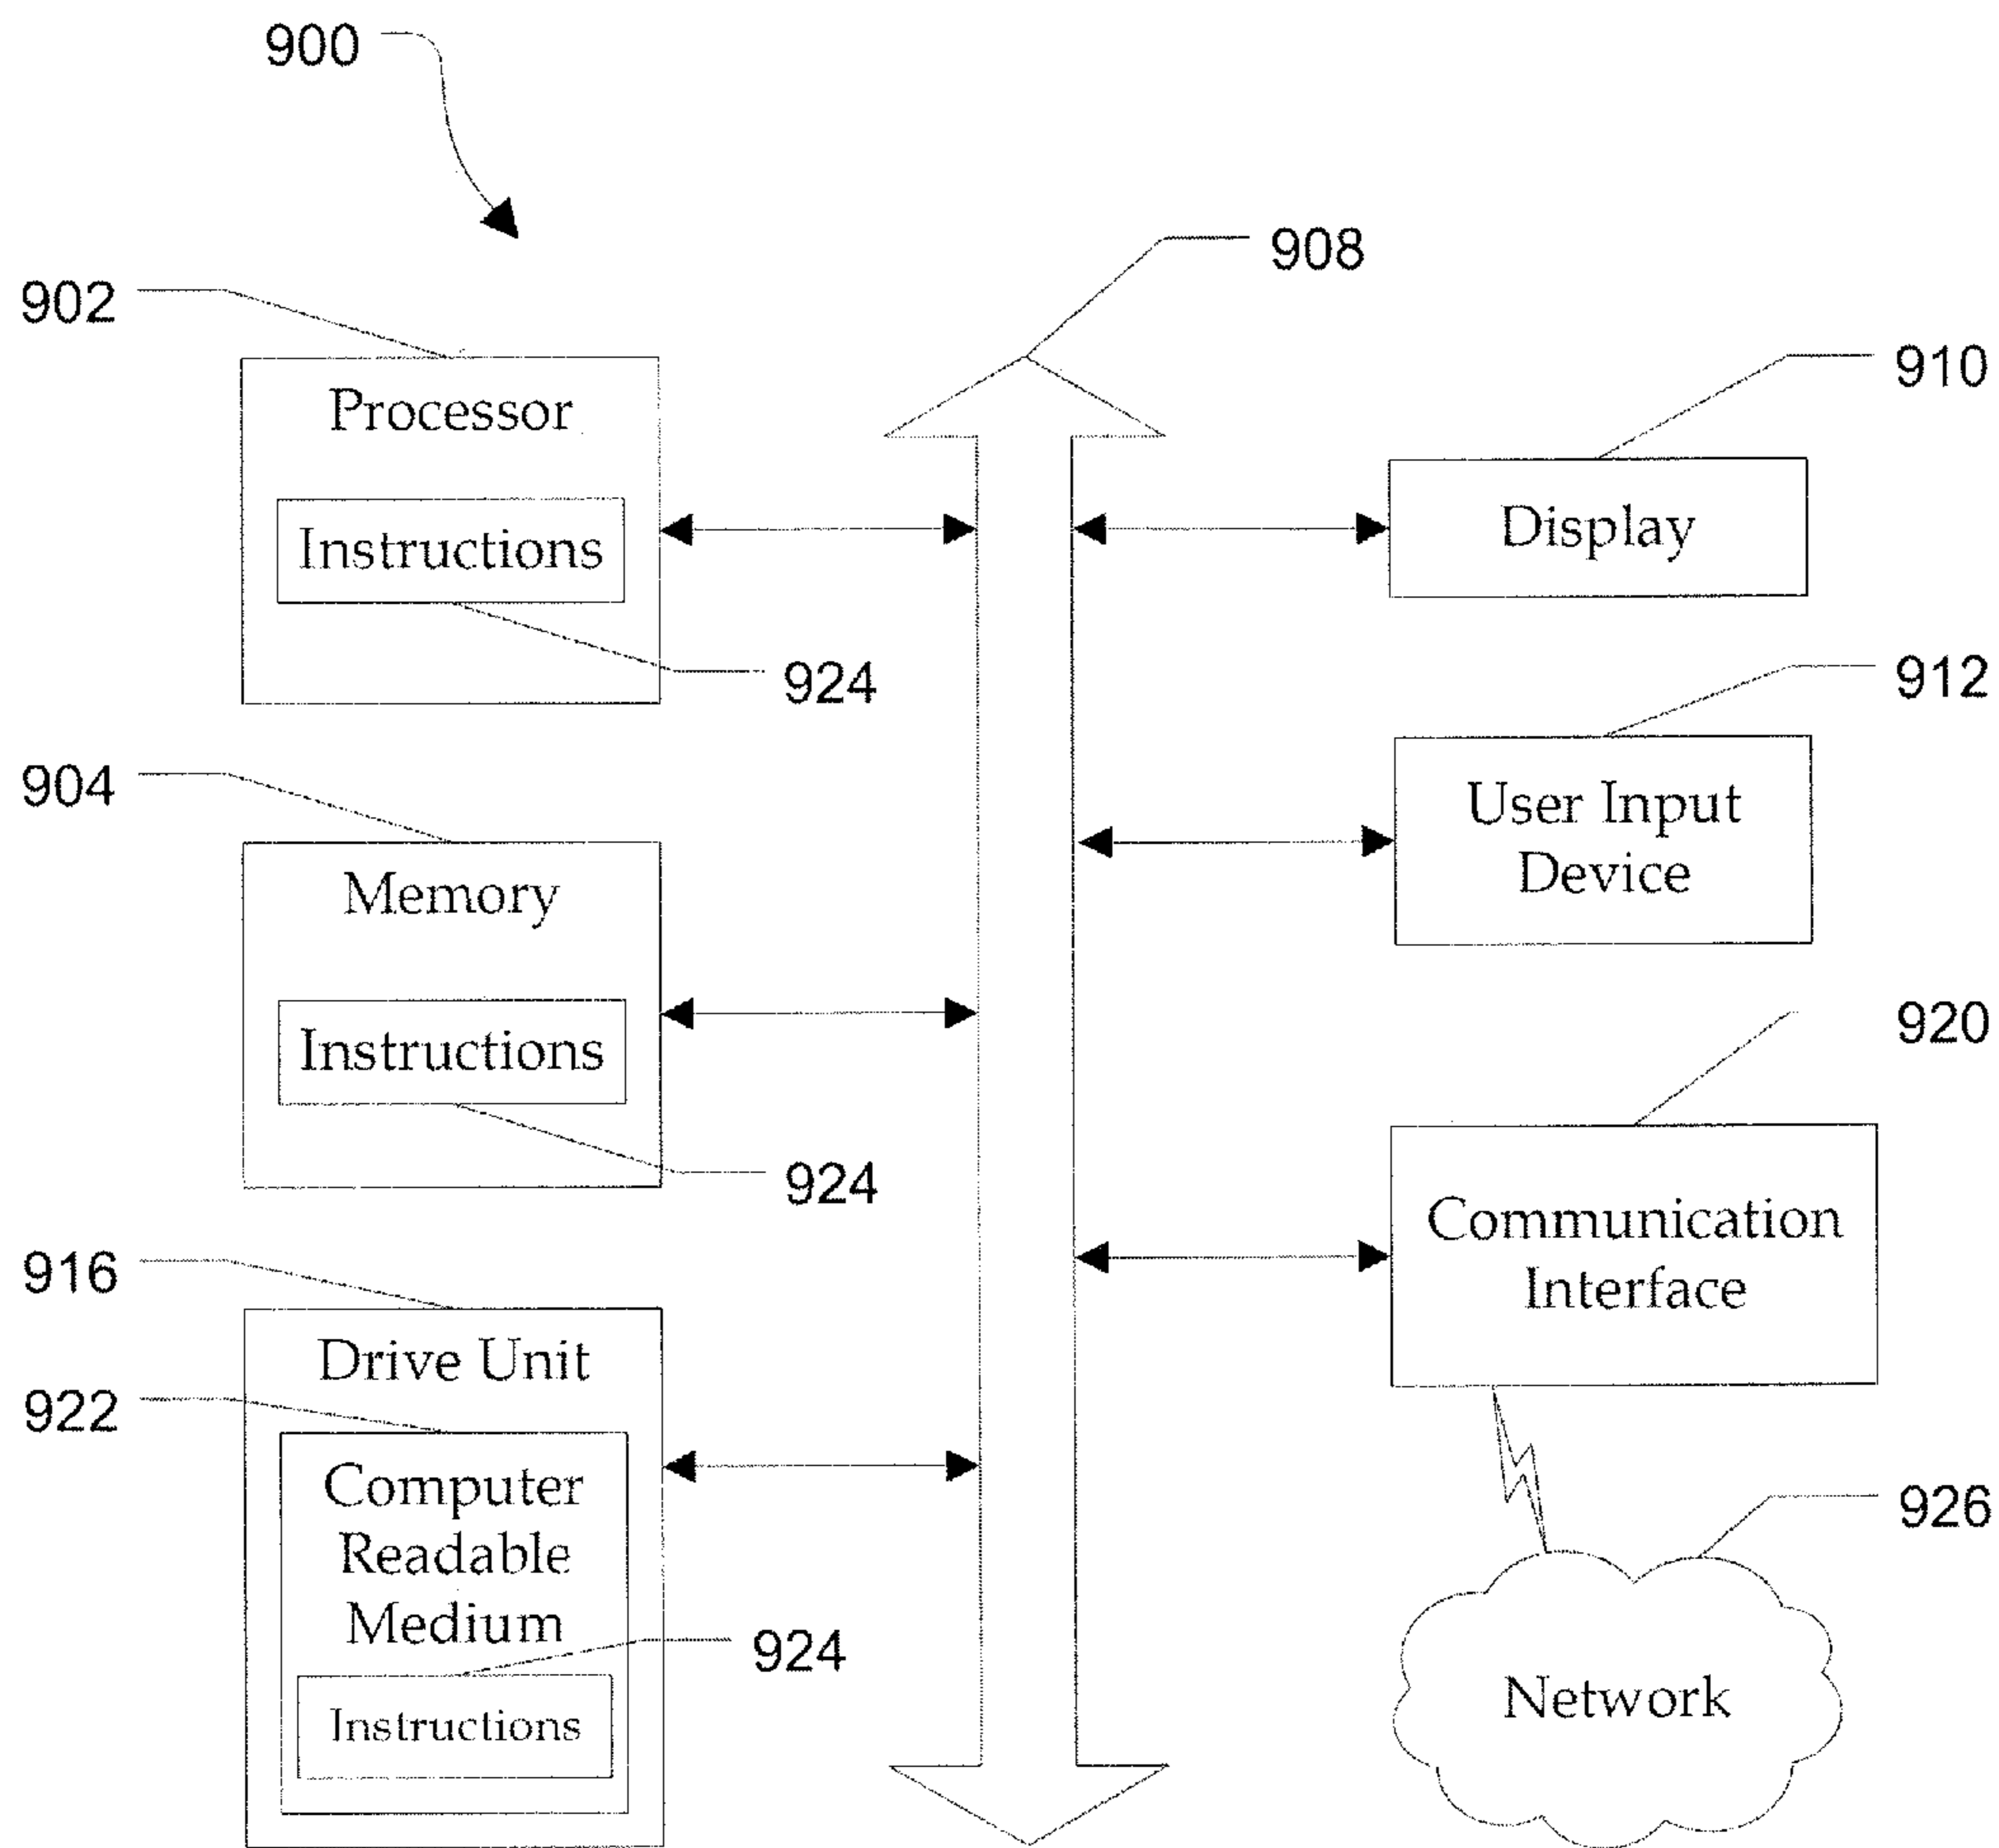 900
908
902
910
Processor
Instructions
Display
924
912
User Input
Device
904
Memory
Instructions
920
924
Communication
Interface
916
Drive Unit
922
Computer
Readable
Medium
926
924
Instructions
Network